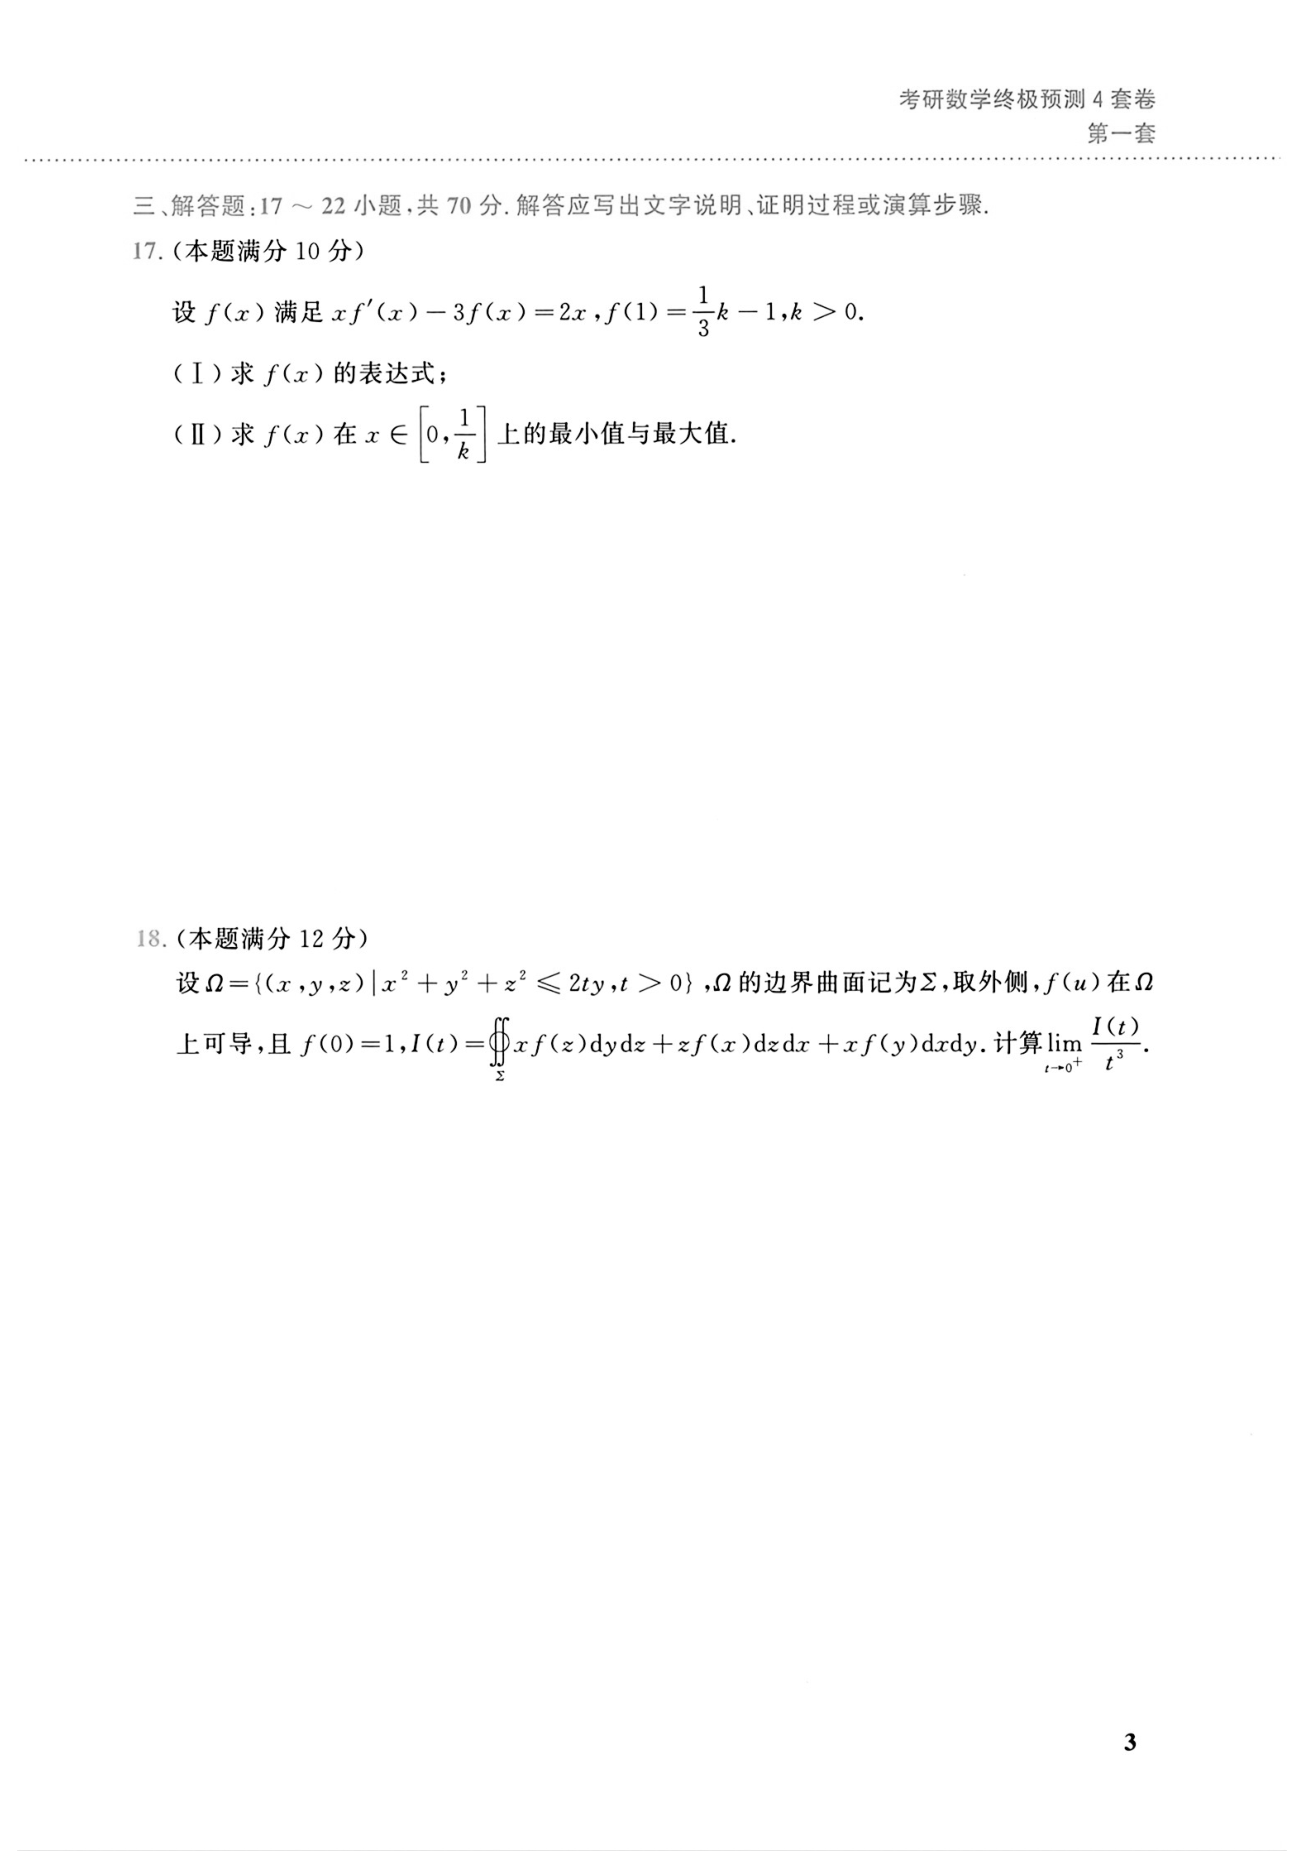 考研数学终极预测 4 套卷
第一套
三、解答题:17 ～ 22 小题,共 70 分. 解答应写出文字说明、证明过程或演算步骤.
17. (本题满分 10 分)
设 f(x) 满足 xf′(x) − 3f(x) = 2x, f(1) = \frac{1}{3}k − 1, k > 0.
(Ⅰ) 求 f(x) 的表达式;
(Ⅱ) 求 f(x) 在 x ∈ [0, \frac{1}{k}] 上的最小值与最大值.
18. (本题满分 12 分)
设 Ω = {(x,y,z) | x² + y² + z² ⩽ 2ty, t > 0}, Ω 的边界曲面记为 Σ, 取外侧, f(u) 在 Ω
上可导, 且 f(0) = 1, I(t) = ∯_Σ xf(z)dydz + zf(x)dzdx + xf(y)dxdy. 计算 \lim_{t→0⁺} \frac{I(t)}{t³}.
3